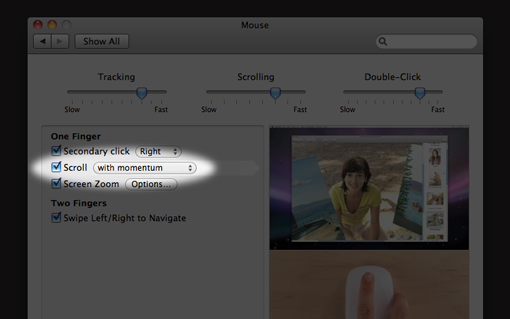 Mouse
Show All
Tracking
Scrolling
Double-Click
Slow
Fast
Slow
Fast
Slow
Fast
One Finger
Secondary click
Right
Scroll
with momentum
Screen Zoom
Options...
Two Fingers
Swipe Left/Right to Navigate